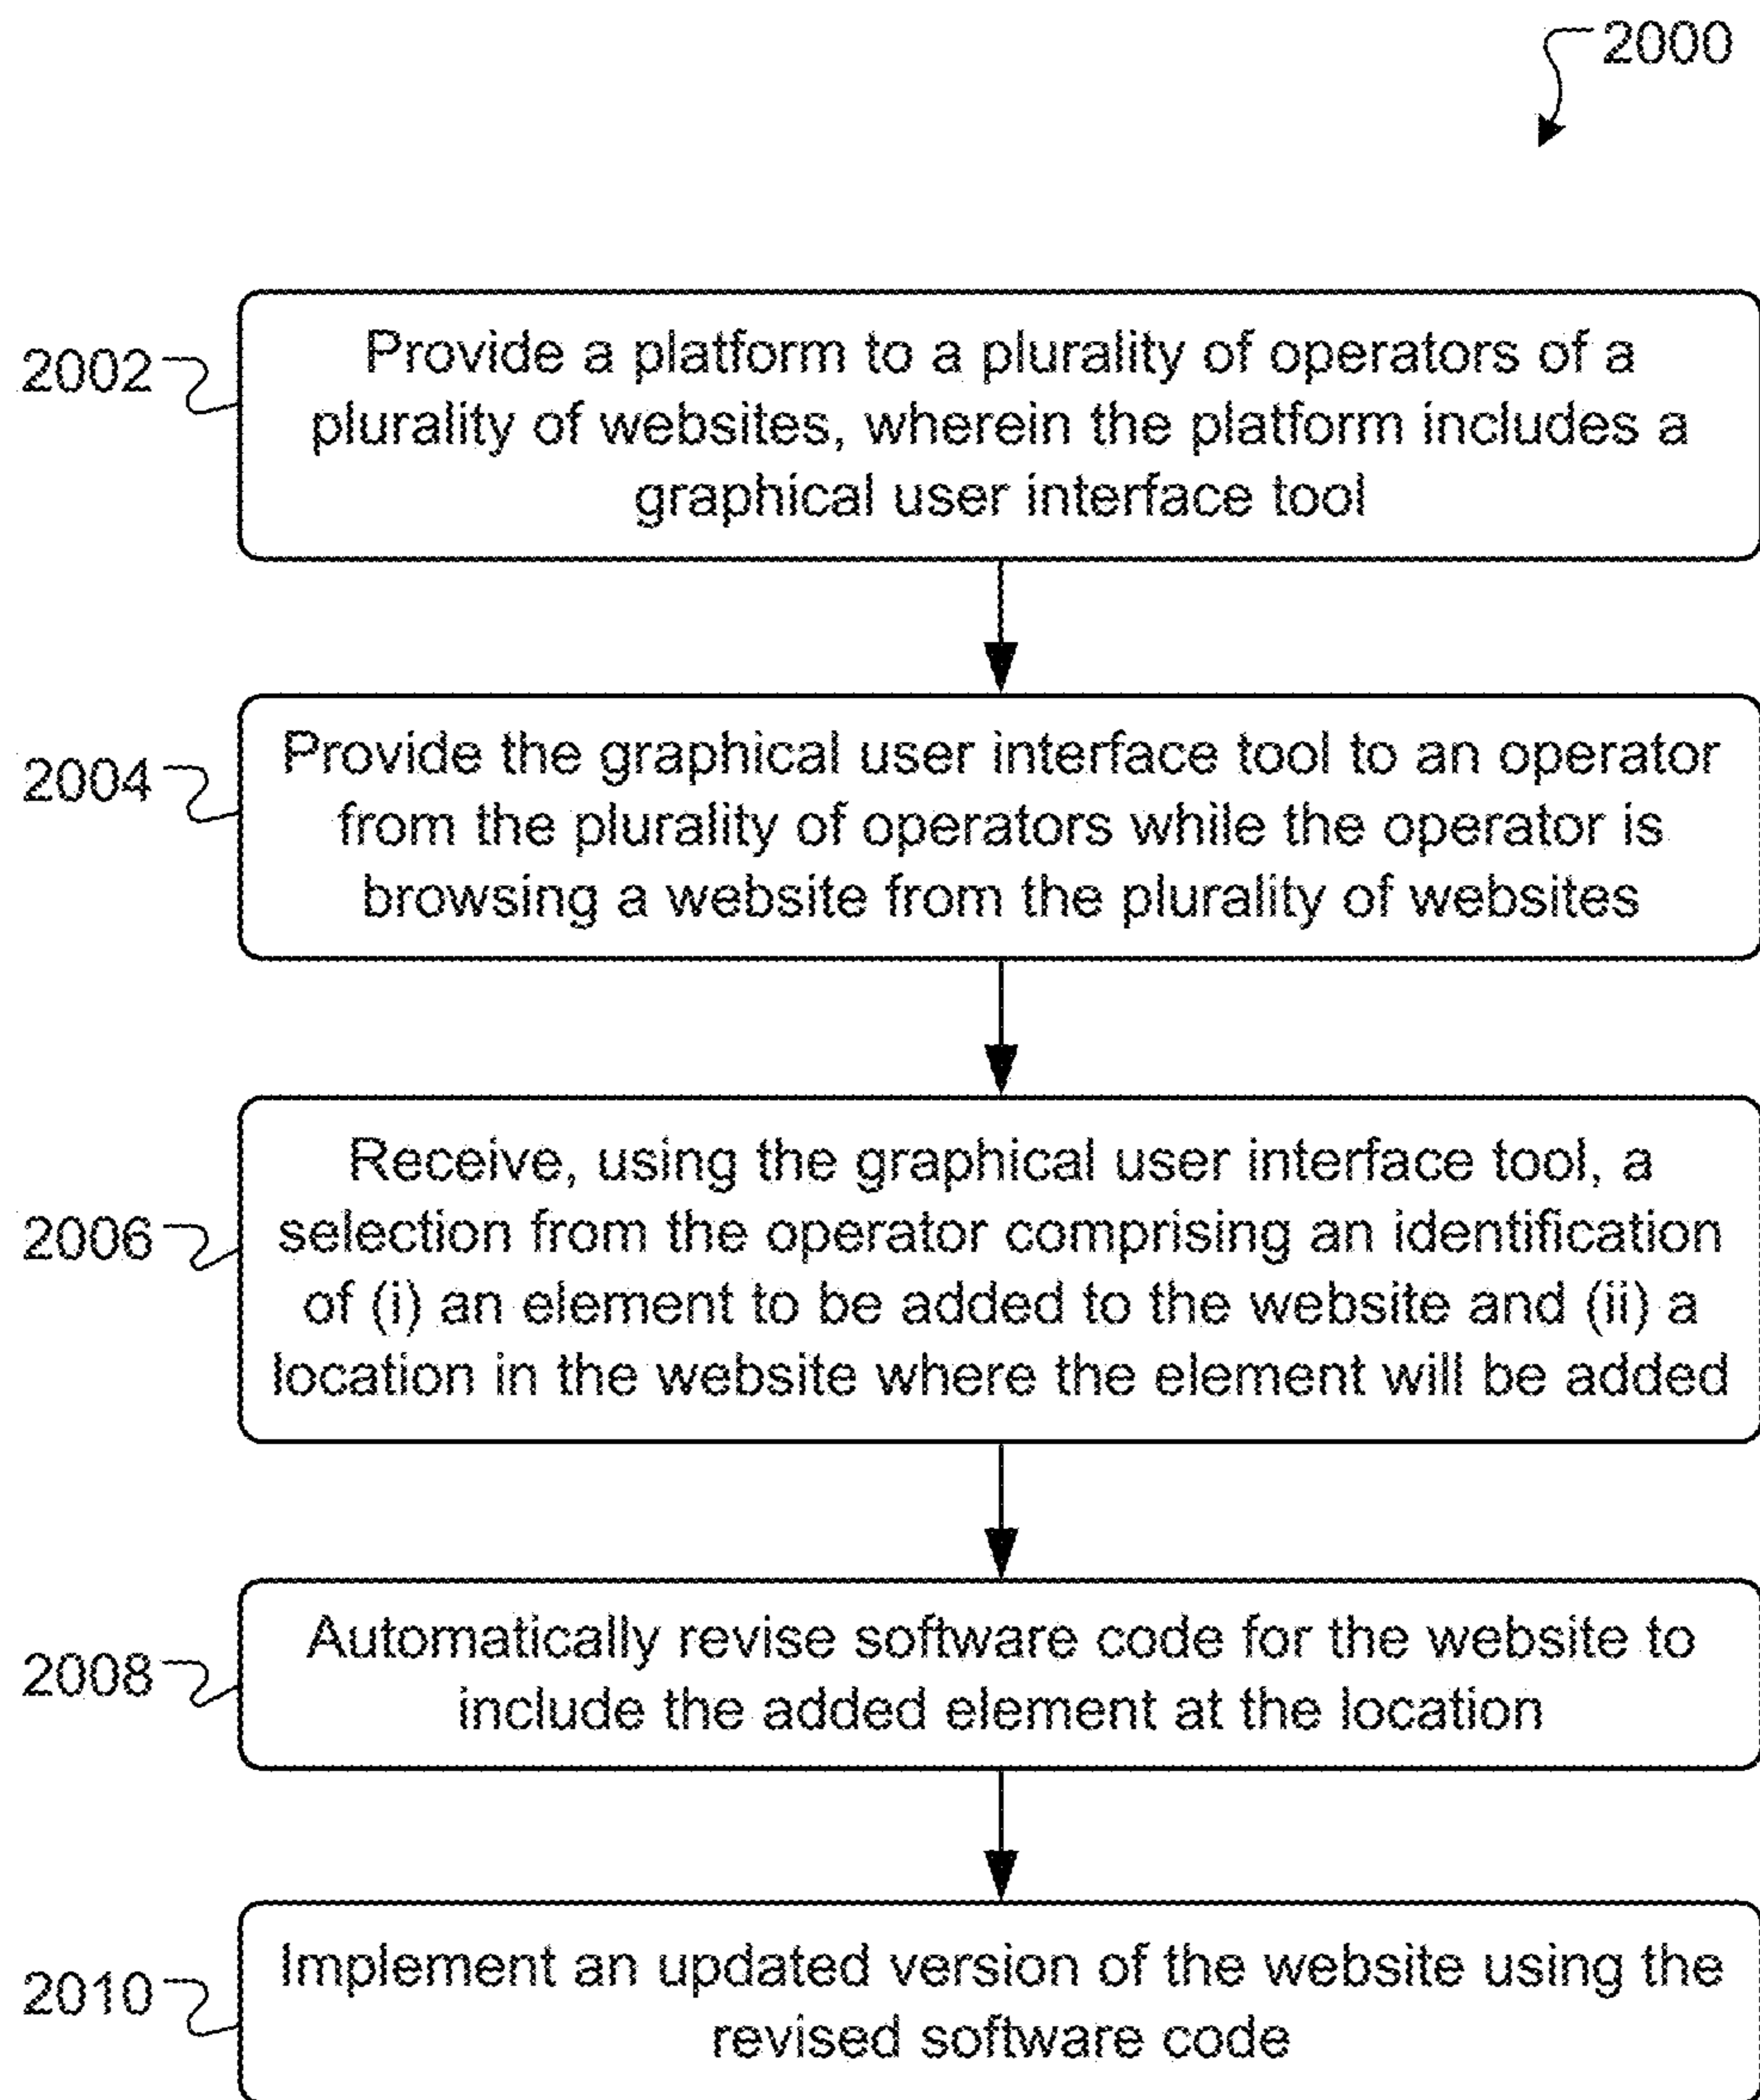 2000
2002
Provide a platform to a plurality of operators of a
plurality of websites, wherein the platform includes a
graphical user interface tool
2004
Provide the graphical user interface tool to an operator
from the plurality of operators while the operator is
browsing a website from the plurality of websites
2006
Receive, using the graphical user interface tool, a
selection from the operator comprising an identification
of (i) an element to be added to the website and (ii) a
location in the website where the element will be added
2008
Automatically revise software code for the website to
include the added element at the location
2010
Implement an updated version of the website using the
revised software code